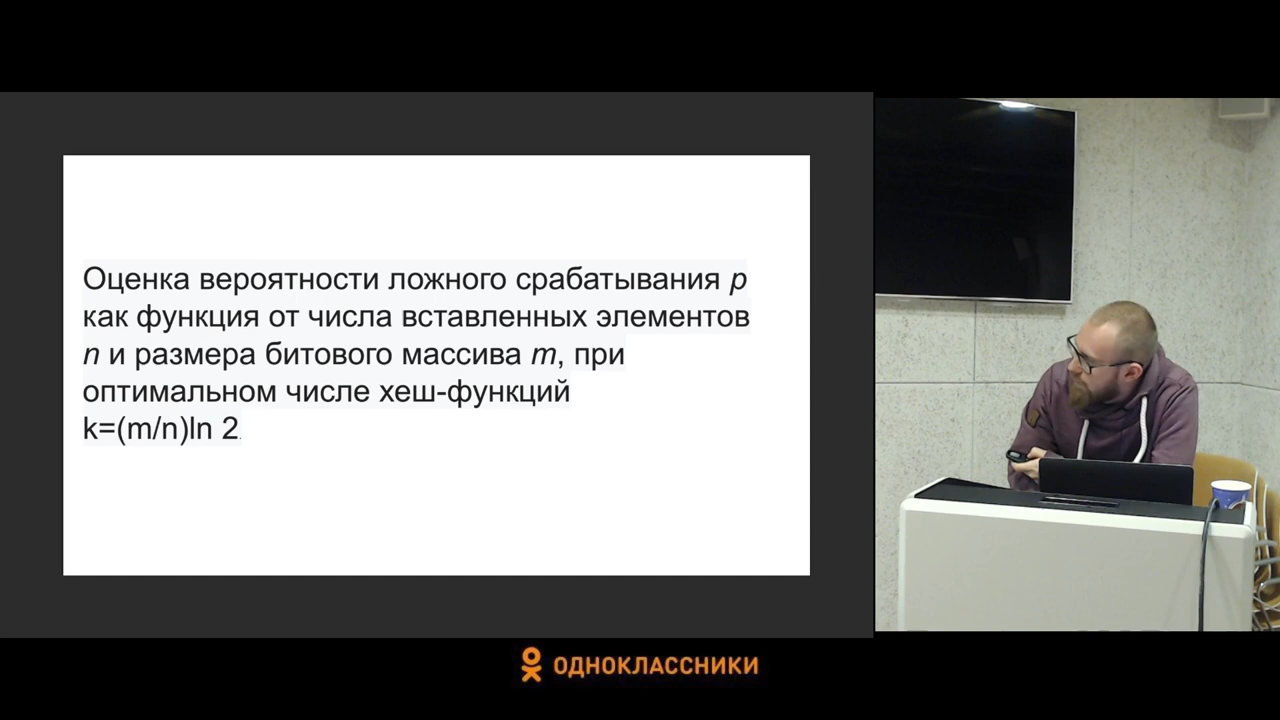 Оценка вероятности ложного срабатывания p
как функция от числа вставленных элементов
n и размера битового массива m, при
оптимальном числе хеш-функций
k=(m/n)ln 2.
ОДНОКЛАССНИКИ